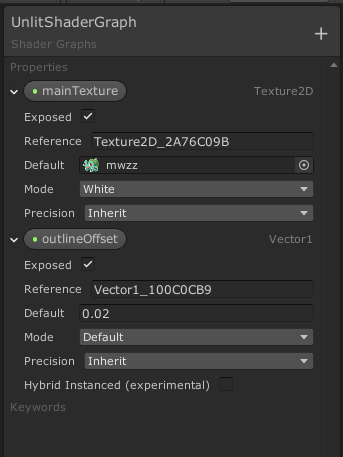 UnlitShaderGraph
Shader Graphs
Properties
mainTexture Texture2D
Exposed
Reference Texture2D_2A76C09B
Default mwzz
Mode White
Precision Inherit
outlineOffset Vector1
Exposed
Reference Vector1_100C0CB9
Default 0.02
Mode Default
Precision Inherit
Hybrid Instanced (experimental)
Keywords